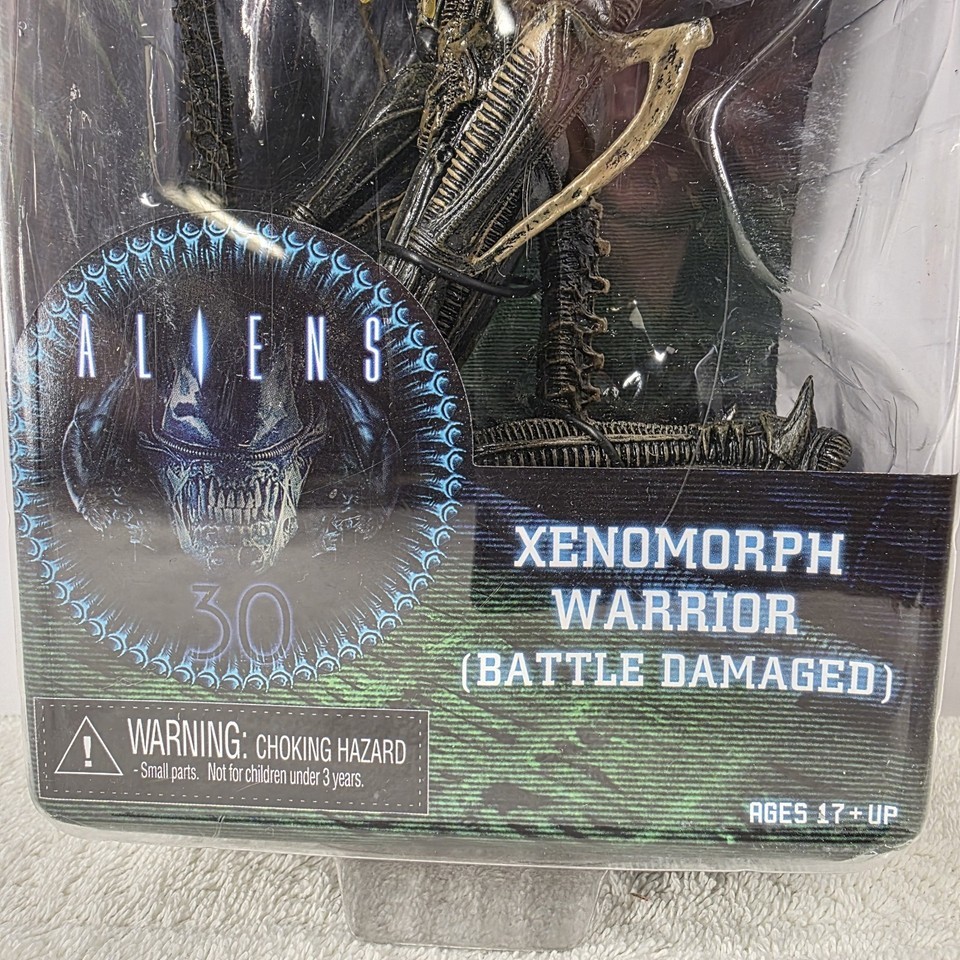 ALIENS™
30
XENOMORPH
WARRIOR
(BATTLE DAMAGED)
WARNING: CHOKING HAZARD
- Small parts. Not for children under 3 years.
AGES 17+ UP